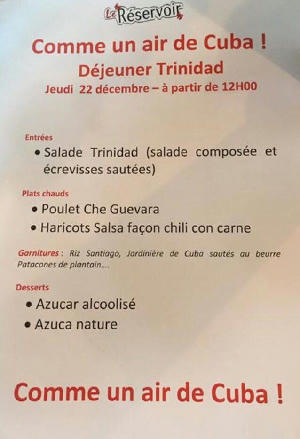 Le Réservoir
Comme un air de Cuba !
Déjeuner Trinidad
Jeudi 22 décembre – à partir de 12H00
Entrées
• Salade Trinidad (salade composée et
écrevisses sautées)
Plats chauds
• Poulet Che Guevara
• Haricots Salsa façon chili con carne
Garnitures : Riz Santiago, Jardinière de Cuba sautés au beurre
Patacones de plantain....
Desserts
• Azucar alcoolisé
• Azuca nature
Comme un air de Cuba !